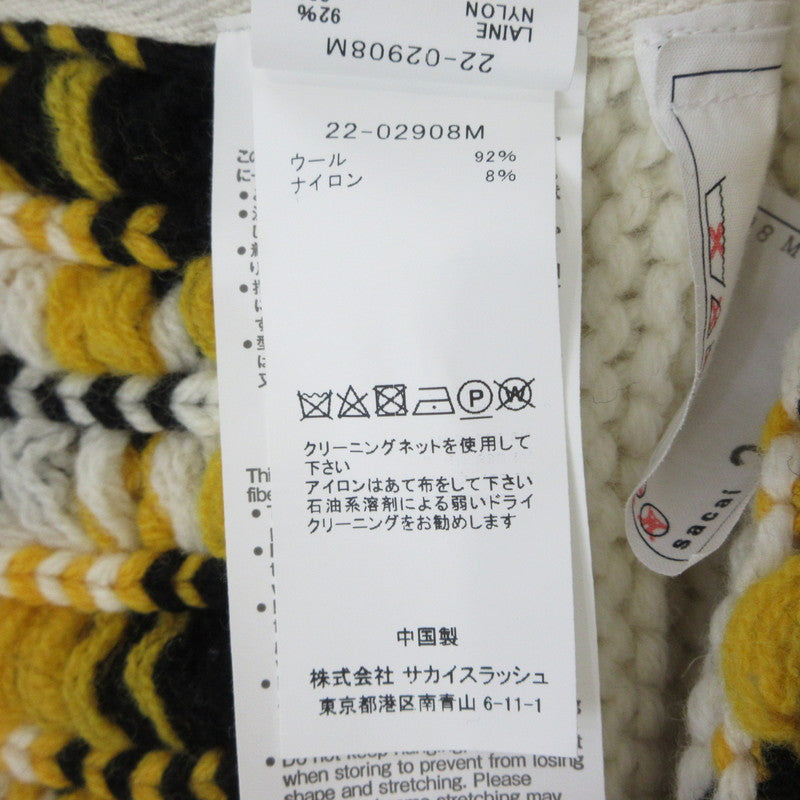 92%
NYLON
LAINE
22-02908M
22-02908M
ウール 92%
ナイロン 8%
P
W
クリーニングネットを使用して
下さい
アイロンはあて布をして下さい
石油系溶剤による弱いドライ
クリーニングをお勧めします
中国製
株式会社 サカイスラッシュ
東京都港区南青山 6-11-1
Thi
fibe
when storing to prevent from losing
shape and stretching. Please
8 M
sacai 2